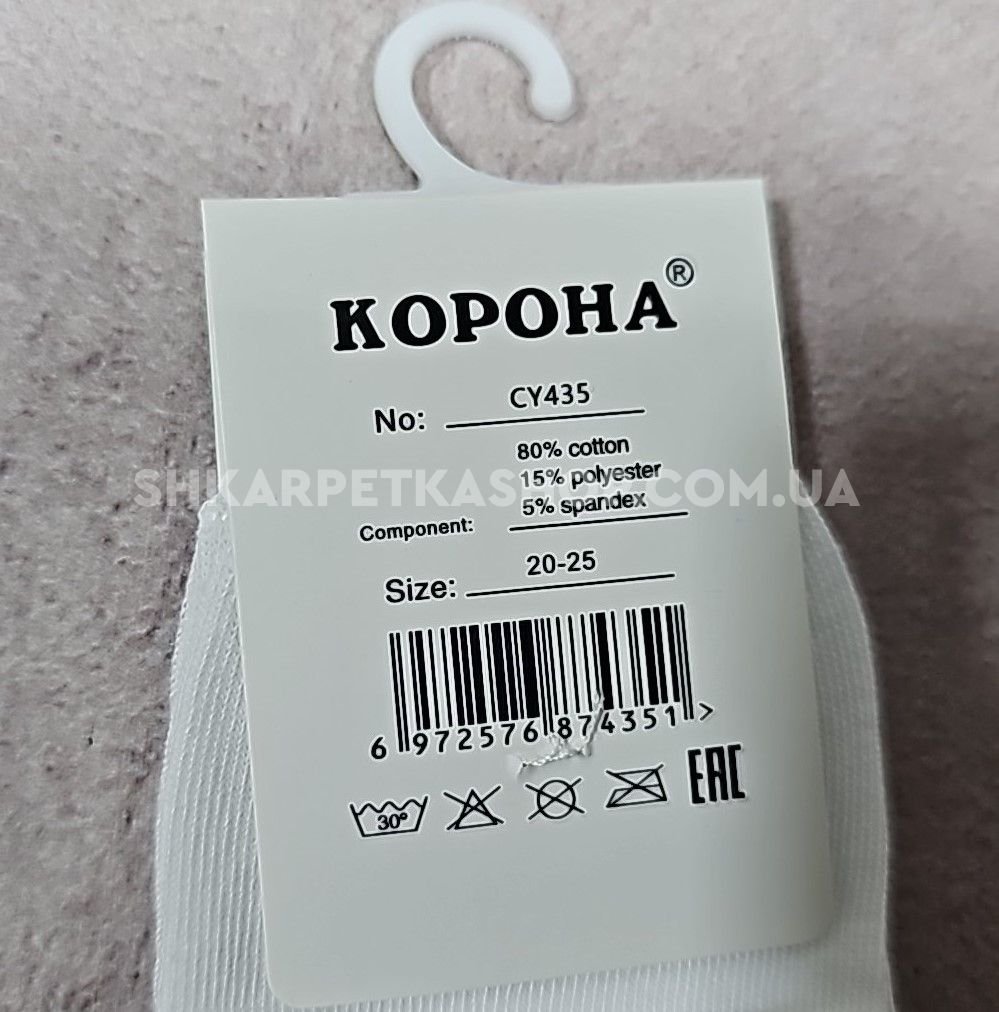 КОРОНА®
No: CY435
80% cotton
15% polyester
5% spandex
Component:
Size: 20-25
6 972576 874351 >
30° EAC
SHKARPETKASHOP.COM.UA